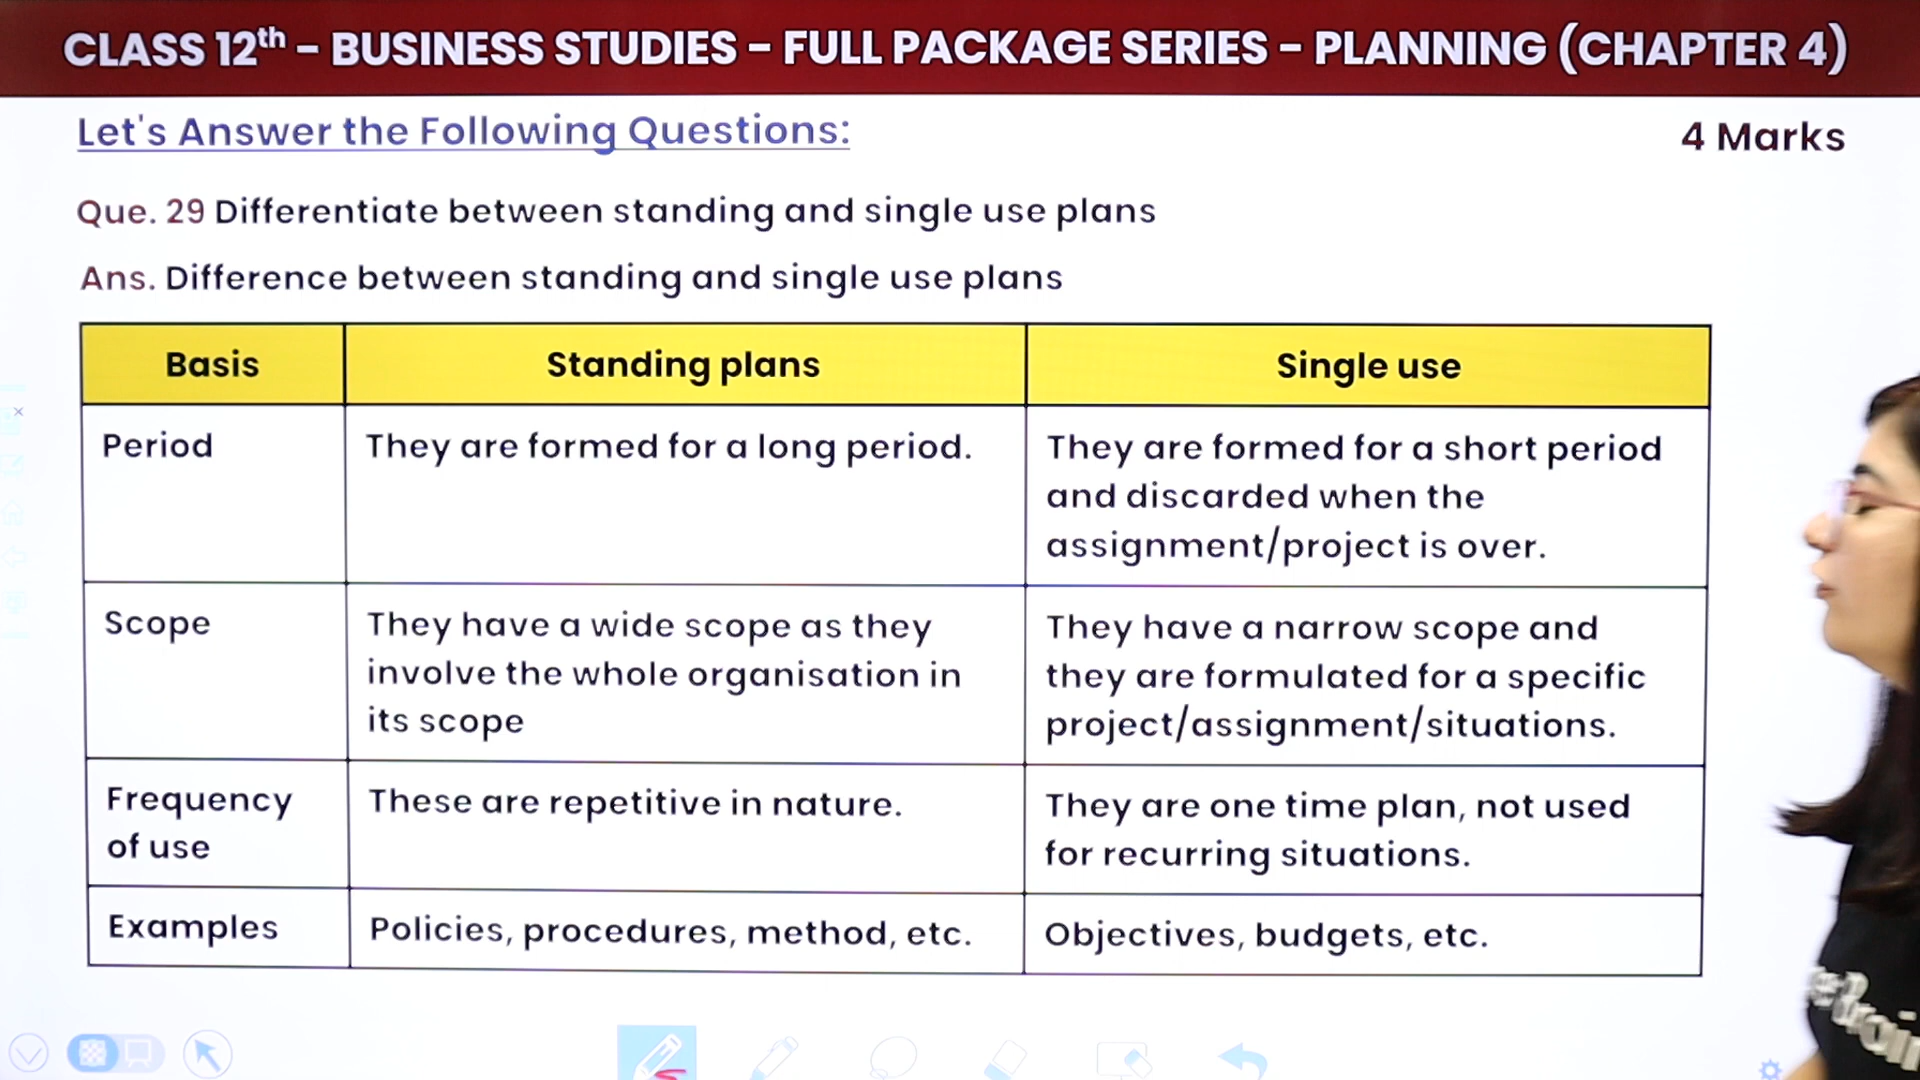 CLASS 12th – BUSINESS STUDIES – FULL PACKAGE SERIES – PLANNING (CHAPTER 4)
Let's Answer the Following Questions:
4 Marks
Que. 29 Differentiate between standing and single use plans
Ans. Difference between standing and single use plans
Basis
Standing plans
Single use
Period
They are formed for a long period.
They are formed for a short period
and discarded when the
assignment/project is over.
Scope
They have a wide scope as they
involve the whole organisation in
its scope
They have a narrow scope and
they are formulated for a specific
project/assignment/situations.
Frequency
of use
These are repetitive in nature.
They are one time plan, not used
for recurring situations.
Examples
Policies, procedures, method, etc.
Objectives, budgets, etc.